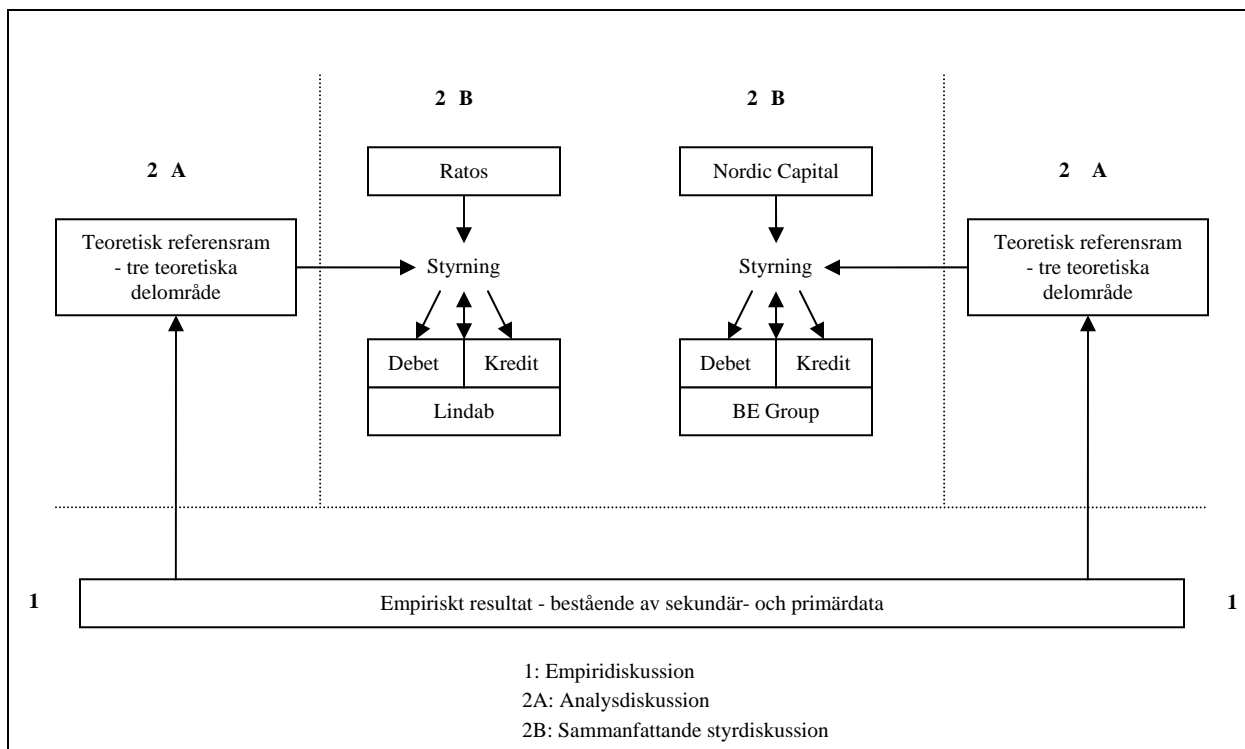 2 B
2 B
2 A
Ratos
Nordic Capital
2 A
Teoretisk referensram
- tre teoretiska
delområde
Styrning
Styrning
Teoretisk referensram
- tre teoretiska
delområde
Debet
Kredit
Debet
Kredit
Lindab
BE Group
1
Empiriskt resultat - bestående av sekundär- och primärdata
1
1: Empiridiskussion
2A: Analysdiskussion
2B: Sammanfattande styrdiskussion